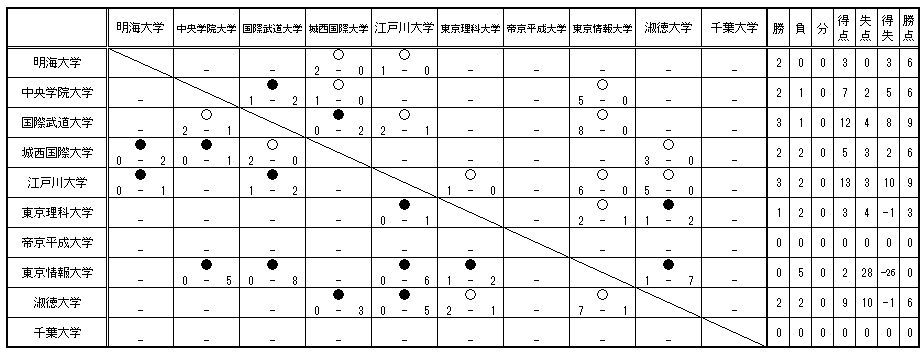 明海大学 中央学院大学 国際武道大学 城西国際大学 江戸川大学 東京理科大学 帝京平成大学 東京情報大学 淑徳大学 千葉大学 勝 負 分 得点 失点 得失 勝点
明海大学 - - ○ 2 - 0 ○ 1 - 0 - - - - - 2 0 0 3 0 3 6
中央学院大学 - ● 1 - 2 ○ 1 - 0 - - - ○ 5 - 0 - - 2 1 0 7 2 5 6
国際武道大学 - ○ 2 - 1 ● 0 - 2 ○ 2 - 1 - - ○ 8 - 0 - - 3 1 0 12 4 8 9
城西国際大学 ● 0 - 2 ● 0 - 1 ○ 2 - 0 - - - - ○ 3 - 0 - 2 2 0 5 3 2 6
江戸川大学 ● 0 - 1 - ● 1 - 2 - ○ 1 - 0 - ○ 6 - 0 ○ 5 - 0 - 3 2 0 13 3 10 9
東京理科大学 - - - - ● 0 - 1 - ○ 2 - 1 ● 1 - 2 - 1 2 0 3 4 -1 3
帝京平成大学 - - - - - - - - - 0 0 0 0 0 0 0
東京情報大学 - ● 0 - 5 ● 0 - 8 - ● 0 - 6 ● 1 - 2 - ● 1 - 7 - 0 5 0 2 28 -26 0
淑徳大学 - - - ● 0 - 3 ● 0 - 5 ○ 2 - 1 - ○ 7 - 1 - 2 2 0 9 10 -1 6
千葉大学 - - - - - - - - - 0 0 0 0 0 0 0